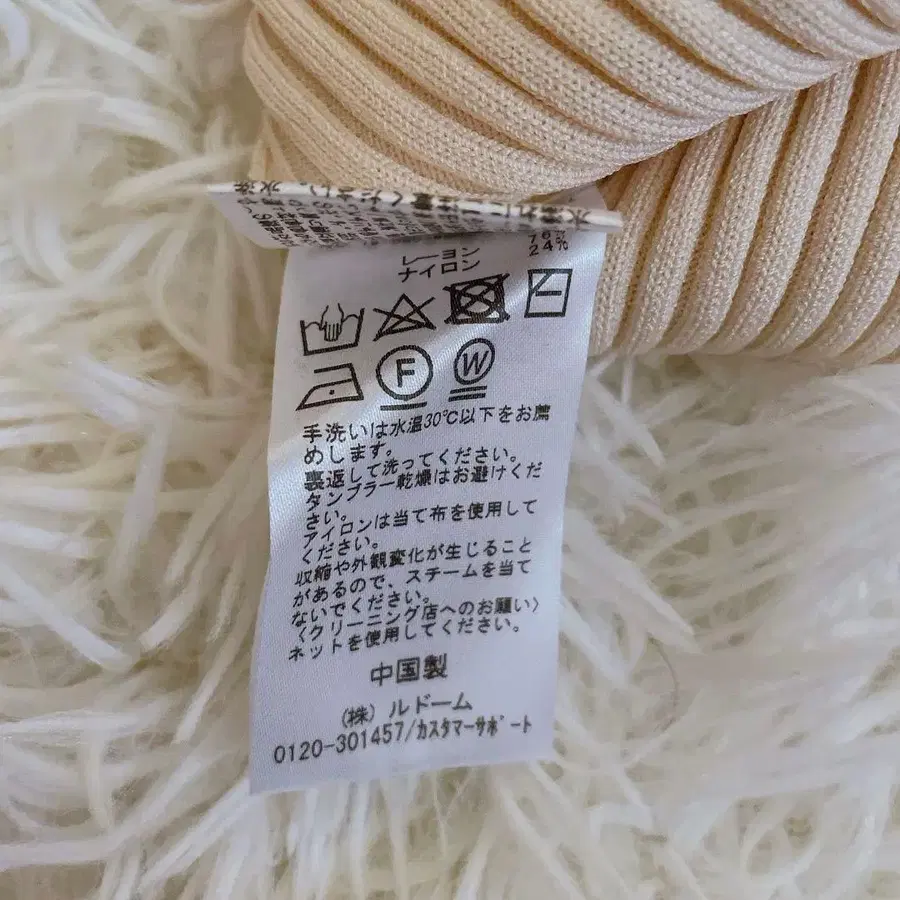 レーヨン 76%
ナイロン 24%
F W
手洗いは水温30℃以下をお薦
めします。
裏返して洗ってください。
タンブラー乾燥はお避けくだ
さい。
アイロンは当て布を使用して
ください。
収縮や外観変化が生じること
があるので、スチームを当て
ないでください。
〈クリーニング店へのお願い〉
ネットを使用してください。
中国製
(株) ルドーム
0120-301457/ｶｽﾀﾏｰｻﾎﾟｰﾄ